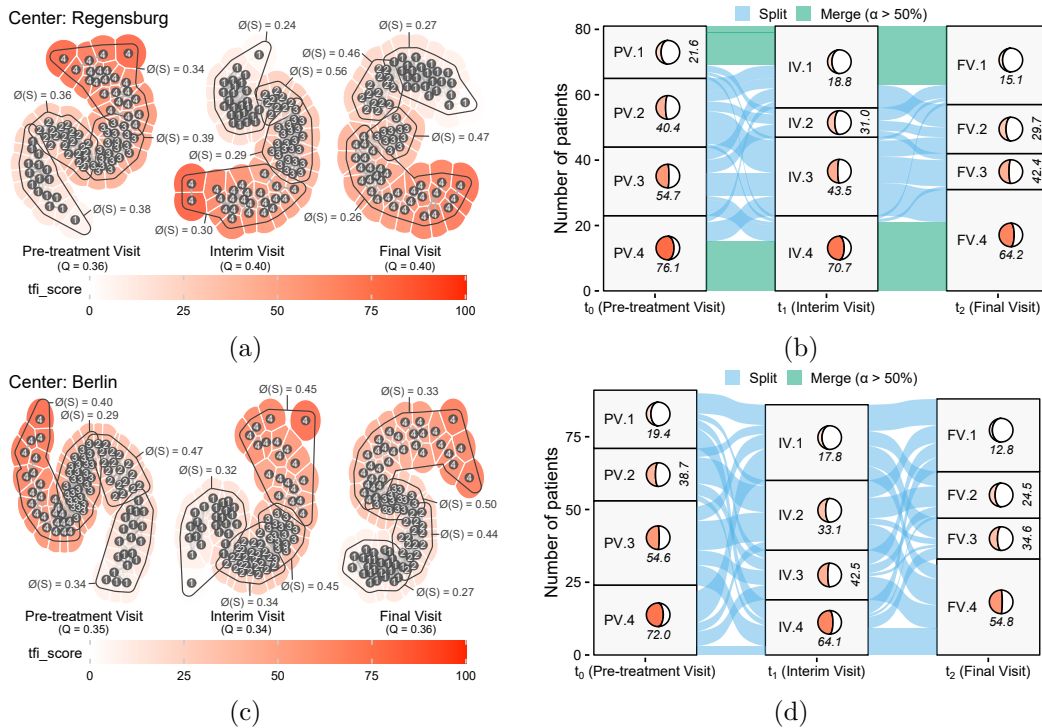 Center: Regensburg
Ø(S) = 0.24
Ø(S) = 0.27
Ø(S) = 0.46
Ø(S) = 0.56
Ø(S) = 0.34
Ø(S) = 0.36
Ø(S) = 0.47
Ø(S) = 0.39
Ø(S) = 0.29
Ø(S) = 0.38
Ø(S) = 0.26
Ø(S) = 0.30
Pre-treatment Visit
(Q = 0.36)
Interim Visit
(Q = 0.40)
Final Visit
(Q = 0.40)
tfi_score
0 25 50 75 100
(a)
Split Merge (α > 50%)
Number of patients
80
60
40
20
0
PV.1 21.6
PV.2 40.4
PV.3 54.7
PV.4 76.1
IV.1 18.8
IV.2 31.0
IV.3 43.5
IV.4 70.7
FV.1 15.1
FV.2 29.7
FV.3 42.4
FV.4 64.2
t₀ (Pre-treatment Visit) t₁ (Interim Visit) t₂ (Final Visit)
(b)
Center: Berlin
Ø(S) = 0.40
Ø(S) = 0.29
Ø(S) = 0.45
Ø(S) = 0.33
Ø(S) = 0.47
Ø(S) = 0.32
Ø(S) = 0.50
Ø(S) = 0.44
Ø(S) = 0.34
Ø(S) = 0.45
Ø(S) = 0.27
Ø(S) = 0.34
Pre-treatment Visit
(Q = 0.35)
Interim Visit
(Q = 0.34)
Final Visit
(Q = 0.36)
tfi_score
0 25 50 75 100
(c)
Split Merge (α > 50%)
Number of patients
75
50
25
0
PV.1 19.4
PV.2 38.7
PV.3 54.6
PV.4 72.0
IV.1 17.8
IV.2 33.1
IV.3 42.5
IV.4 64.1
FV.1 12.8
FV.2 24.5
FV.3 34.6
FV.4 54.8
t₀ (Pre-treatment Visit) t₁ (Interim Visit) t₂ (Final Visit)
(d)